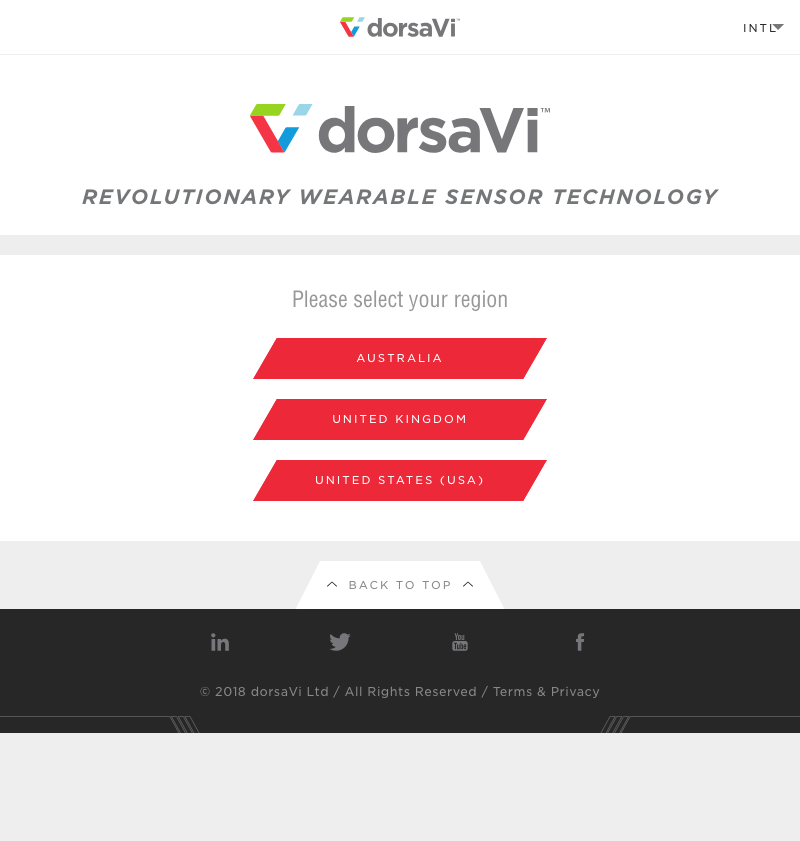 dorsaVi™
INTL
dorsaVi™
REVOLUTIONARY WEARABLE SENSOR TECHNOLOGY
Please select your region
AUSTRALIA
UNITED KINGDOM
UNITED STATES (USA)
BACK TO TOP
in
You
Tube
f
© 2018 dorsaVi Ltd / All Rights Reserved / Terms & Privacy